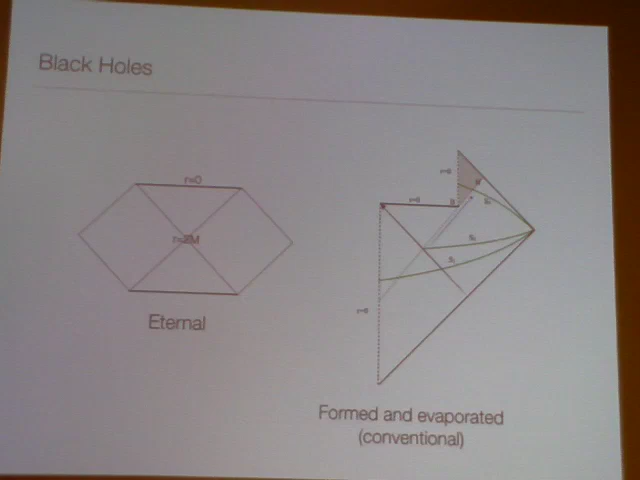 Black Holes
r=0
r=2M
Eternal
r=0
r=0
r=0
Formed and evaporated
(conventional)